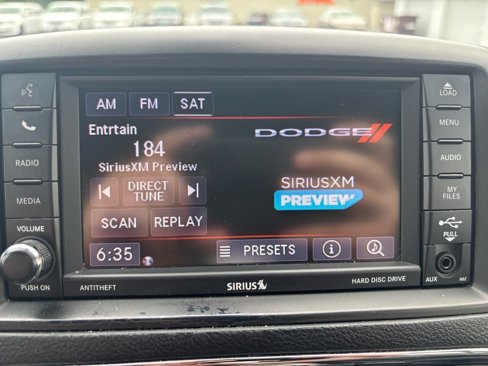 LOAD
AM FM SAT
MENU
Entrtain
184
DODGE
RADIO
AUDIO
SiriusXM Preview
DIRECT TUNE
SIRIUSXM
PREVIEW
MEDIA
MY FILES
SCAN REPLAY
VOLUME
PULL
6:35
PRESETS
PUSH ON
ANTITHEFT
SIRIUS
HARD DISC DRIVE
AUX